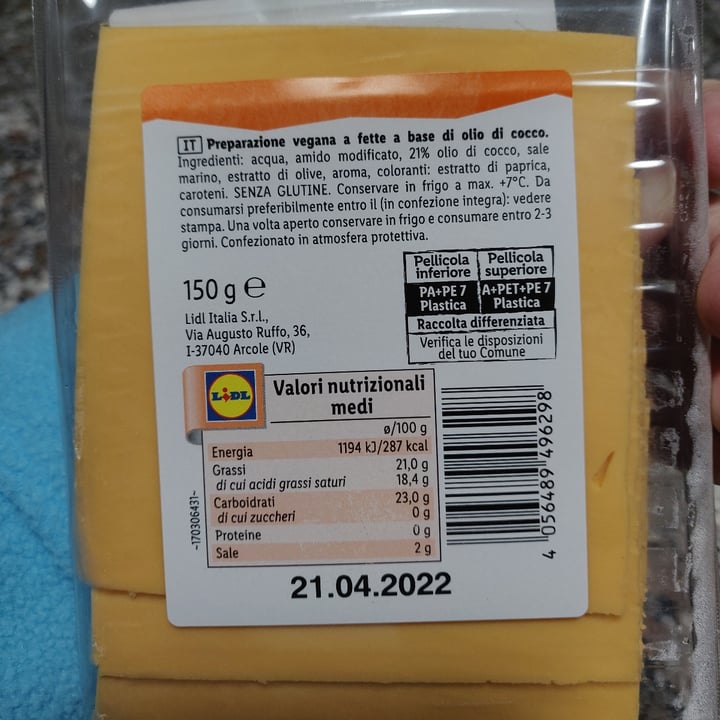 IT Preparazione vegana a fette a base di olio di cocco.
Ingredienti: acqua, amido modificato, 21% olio di cocco, sale
marino, estratto di olive, aroma, coloranti: estratto di paprica,
caroteni. SENZA GLUTINE. Conservare in frigo a max. +7°C. Da
consumarsi preferibilmente entro il (in confezione integra): vedere
stampa. Una volta aperto conservare in frigo e consumare entro 2-3
giorni. Confezionato in atmosfera protettiva.
150 g e
Lidl Italia S.r.l.,
Via Augusto Ruffo, 36,
I-37040 Arcole (VR)
Pellicola inferiore
PA+PE 7
Plastica
Pellicola superiore
A+PET+PE 7
Plastica
Raccolta differenziata
Verifica le disposizioni
del tuo Comune
LIDL
Valori nutrizionali
medi
ø/100 g
Energia 1194 kJ/287 kcal
Grassi 21,0 g
di cui acidi grassi saturi 18,4 g
Carboidrati 23,0 g
di cui zuccheri 0 g
Proteine 0 g
Sale 2 g
-170306431-
4 056489 496298
21.04.2022